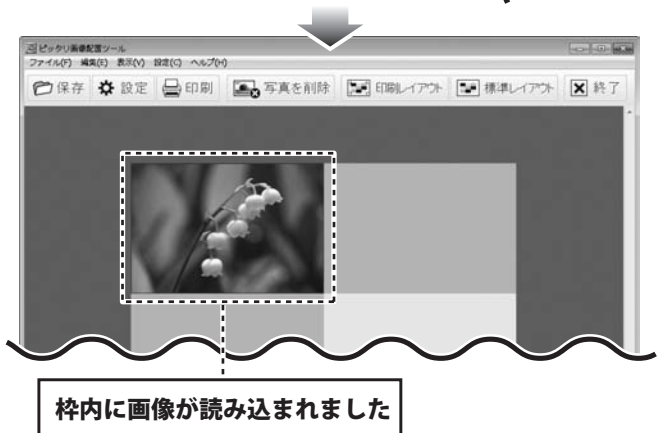 ピッタリ画像配置ツール
ファイル(F) 編集(E) 表示(V) 設定(C) ヘルプ(H)
保存 設定 印刷 写真を削除 印刷レイアウト 標準レイアウト 終了
枠内に画像が読み込まれました